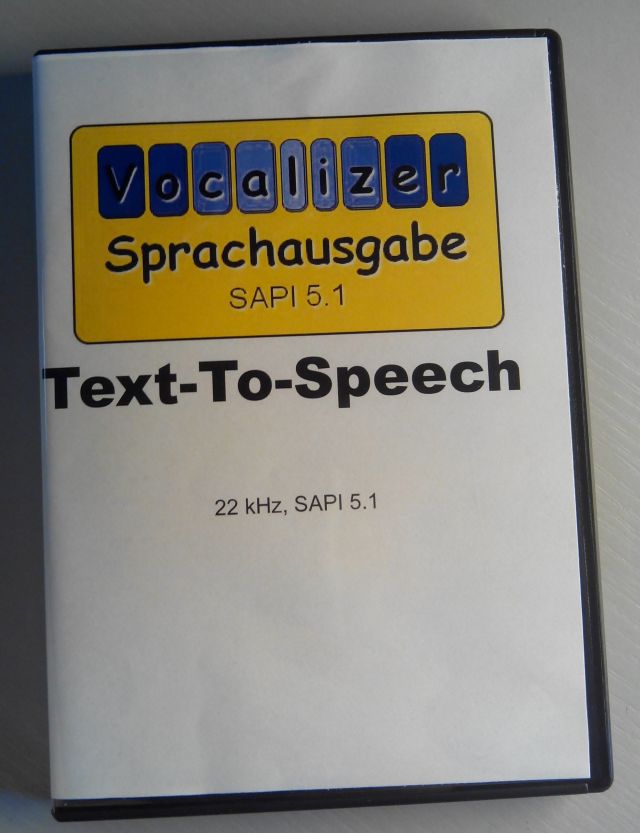 Vocalizer
Sprachausgabe
SAPI 5.1
Text-To-Speech
22 kHz, SAPI 5.1